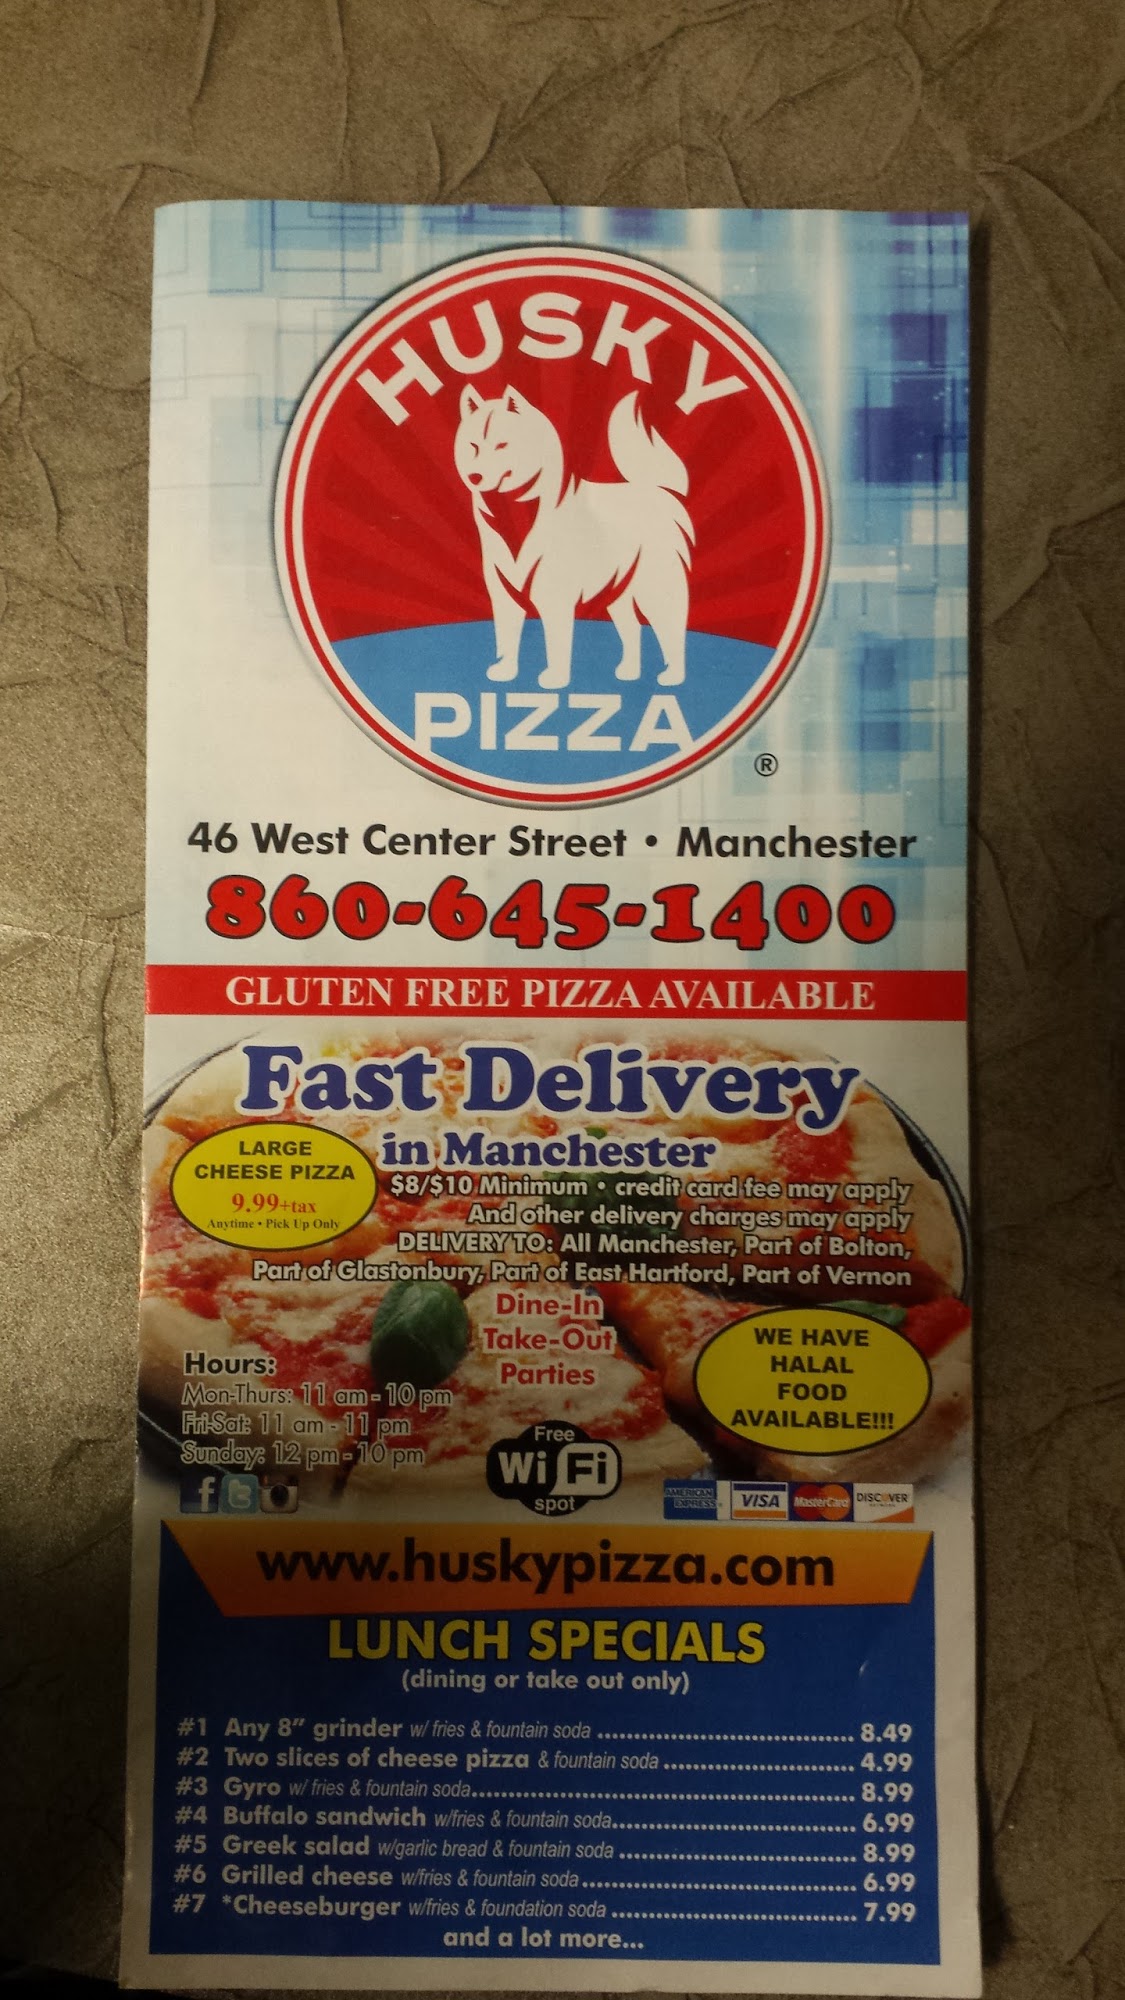 HUSKY
PIZZA
®
46 West Center Street • Manchester
860-645-1400
GLUTEN FREE PIZZA AVAILABLE
Fast Delivery
in Manchester
LARGE
CHEESE PIZZA
9.99+tax
Anytime • Pick Up Only
$8/$10 Minimum • credit card fee may apply
And other delivery charges may apply
DELIVERY TO: All Manchester, Part of Bolton,
Part of Glastonbury, Part of East Hartford, Part of Vernon
Dine-In
Take-Out
Parties
WE HAVE
HALAL
FOOD
AVAILABLE!!!
Hours:
Mon-Thurs: 11 am - 10 pm
Fri-Sat: 11 am - 11 pm
Sunday: 12 pm - 10 pm
Free
Wi Fi
spot
AMERICAN EXPRESS
VISA
MasterCard
DISCOVER
NETWORK
www.huskypizza.com
LUNCH SPECIALS
(dining or take out only)
#1 Any 8" grinder w/ fries & fountain soda ........ 8.49
#2 Two slices of cheese pizza & fountain soda ........ 4.99
#3 Gyro w/ fries & fountain soda........ 8.99
#4 Buffalo sandwich w/fries & fountain soda........ 6.99
#5 Greek salad w/garlic bread & fountain soda ........ 8.99
#6 Grilled cheese w/fries & fountain soda ........ 6.99
#7 *Cheeseburger w/fries & foundation soda ........ 7.99
and a lot more...